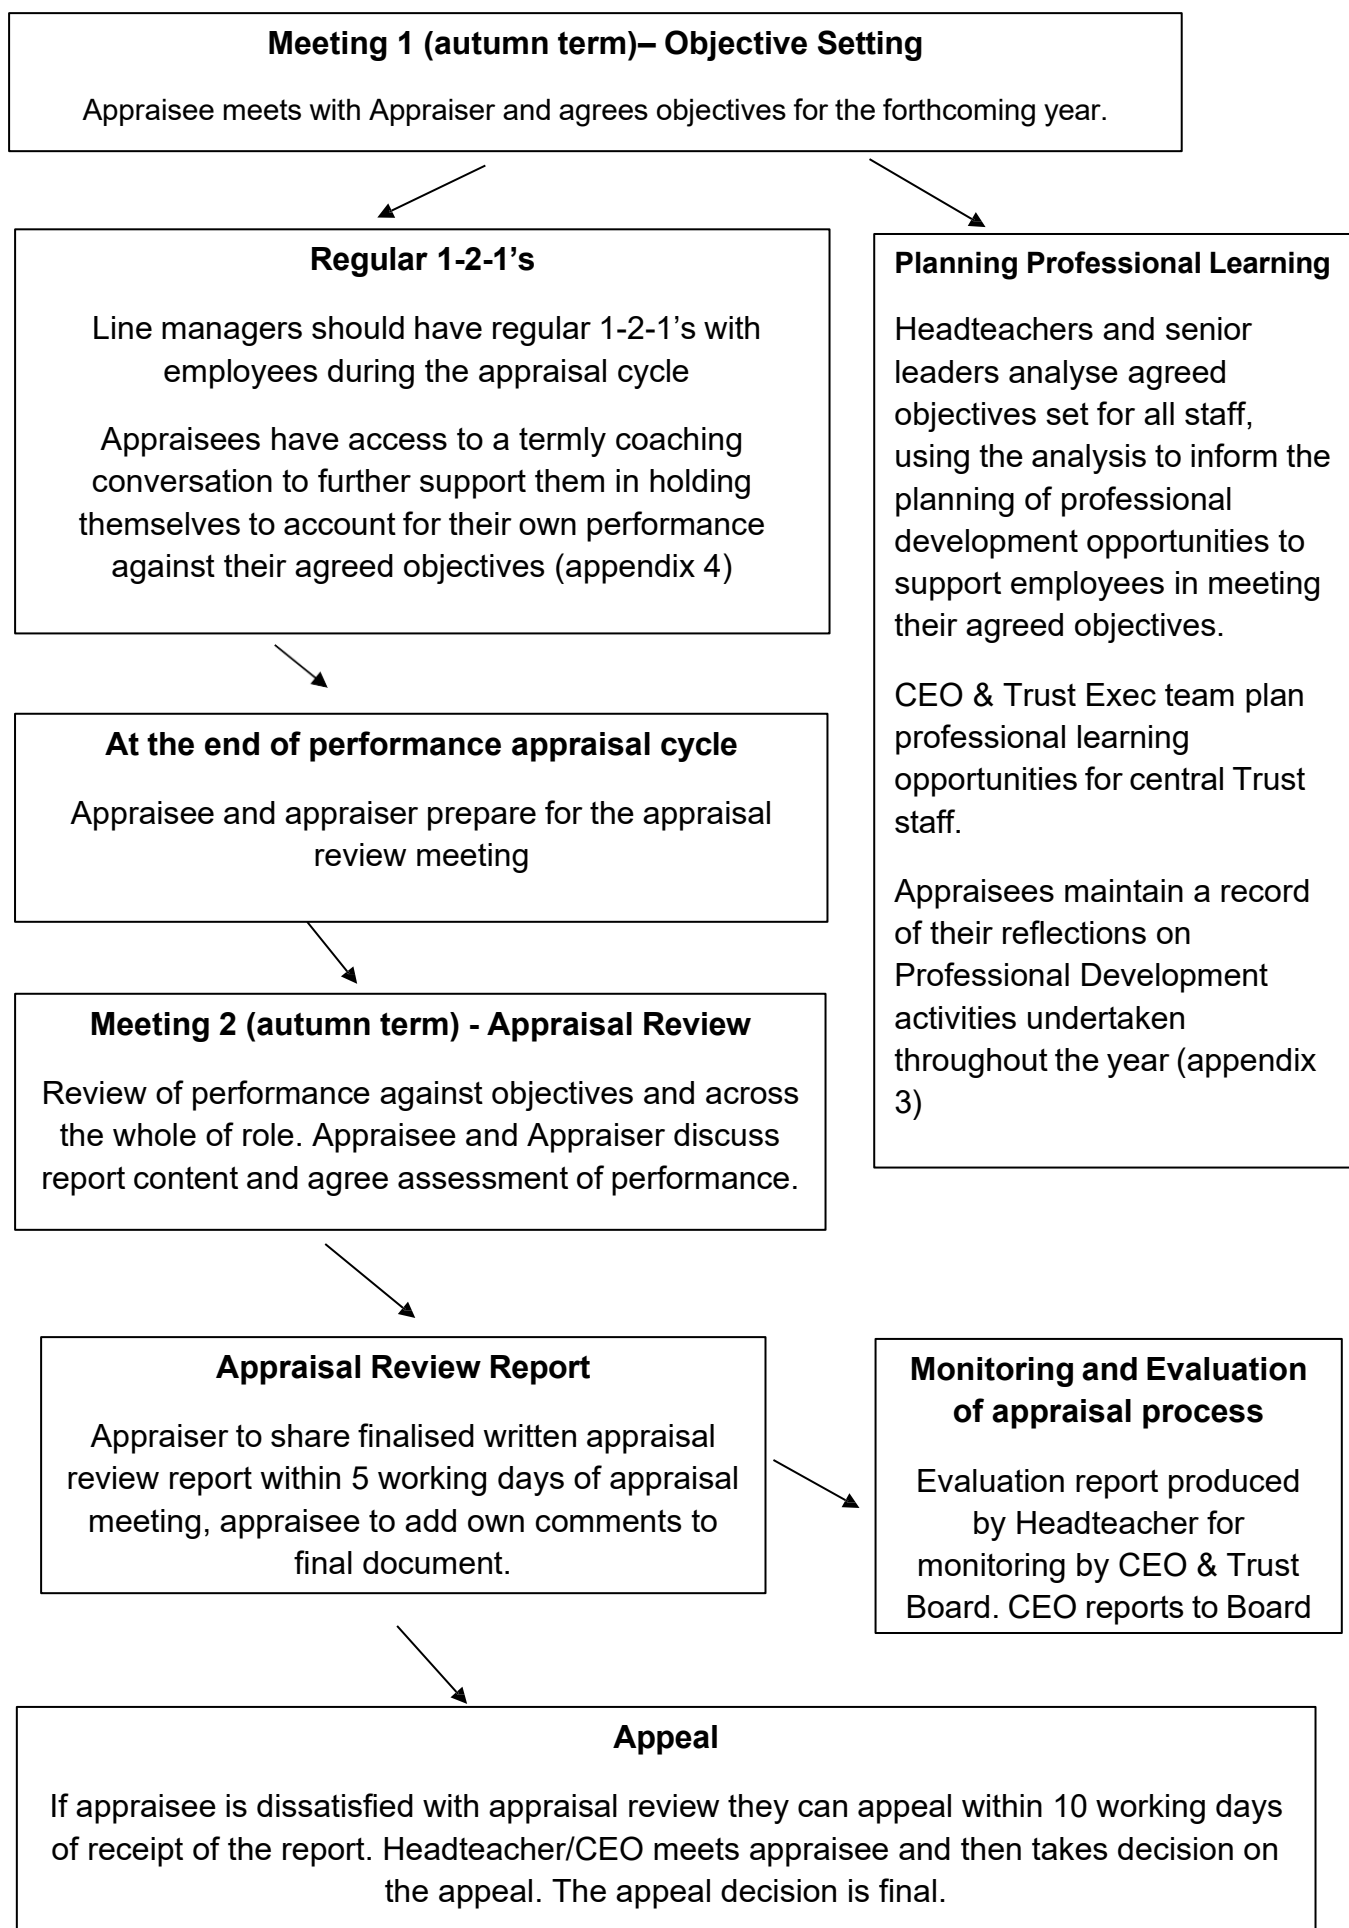 Meeting 1 (autumn term)– Objective Setting
Appraisee meets with Appraiser and agrees objectives for the forthcoming year.
Regular 1-2-1's
Line managers should have regular 1-2-1's with
employees during the appraisal cycle
Appraisees have access to a termly coaching
conversation to further support them in holding
themselves to account for their own performance
against their agreed objectives (appendix 4)
Planning Professional Learning
Headteachers and senior
leaders analyse agreed
objectives set for all staff,
using the analysis to inform the
planning of professional
development opportunities to
support employees in meeting
their agreed objectives.
CEO & Trust Exec team plan
professional learning
opportunities for central Trust
staff.
Appraisees maintain a record
of their reflections on
Professional Development
activities undertaken
throughout the year (appendix
3)
At the end of performance appraisal cycle
Appraisee and appraiser prepare for the appraisal
review meeting
Meeting 2 (autumn term) - Appraisal Review
Review of performance against objectives and across
the whole of role. Appraisee and Appraiser discuss
report content and agree assessment of performance.
Appraisal Review Report
Appraiser to share finalised written appraisal
review report within 5 working days of appraisal
meeting, appraisee to add own comments to
final document.
Monitoring and Evaluation
of appraisal process
Evaluation report produced
by Headteacher for
monitoring by CEO & Trust
Board. CEO reports to Board
Appeal
If appraisee is dissatisfied with appraisal review they can appeal within 10 working days
of receipt of the report. Headteacher/CEO meets appraisee and then takes decision on
the appeal. The appeal decision is final.